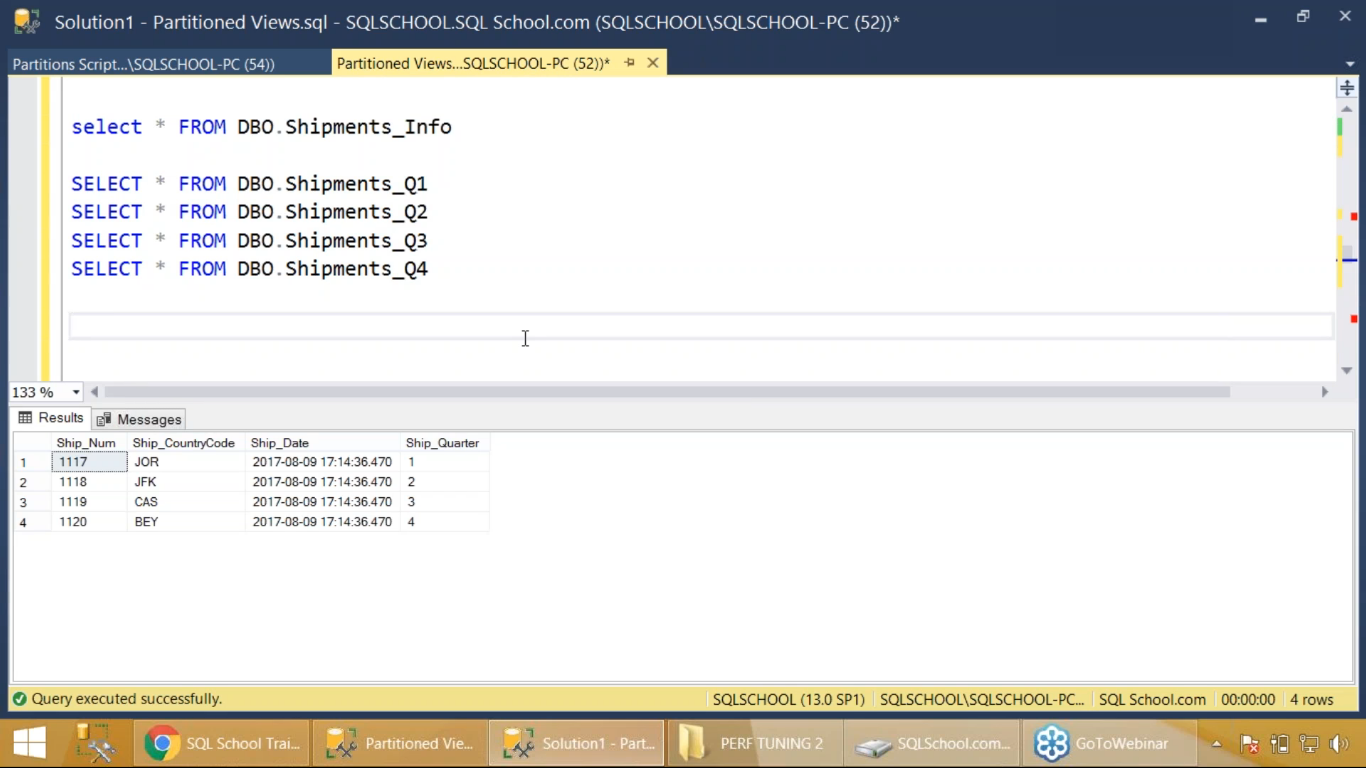 Solution1 - Partitioned Views.sql - SQLSCHOOL.SQL School.com (SQLSCHOOL\SQLSCHOOL-PC (52))*
Partitions Script...\SQLSCHOOL-PC (54))
Partitioned Views...SQLSCHOOL-PC (52))*
select * FROM DBO.Shipments_Info
SELECT * FROM DBO.Shipments_Q1
SELECT * FROM DBO.Shipments_Q2
SELECT * FROM DBO.Shipments_Q3
SELECT * FROM DBO.Shipments_Q4
133 %
Results Messages
Ship_Num Ship_CountryCode Ship_Date Ship_Quarter
1 1117 JOR 2017-08-09 17:14:36.470 1
2 1118 JFK 2017-08-09 17:14:36.470 2
3 1119 CAS 2017-08-09 17:14:36.470 3
4 1120 BEY 2017-08-09 17:14:36.470 4
Query executed successfully. SQLSCHOOL (13.0 SP1) SQLSCHOOL\SQLSCHOOL-PC... SQL School.com 00:00:00 4 rows
SQL School Trai... Partitioned Vie... Solution1 - Part... PERF TUNING 2 SQLSchool.com... GoToWebinar